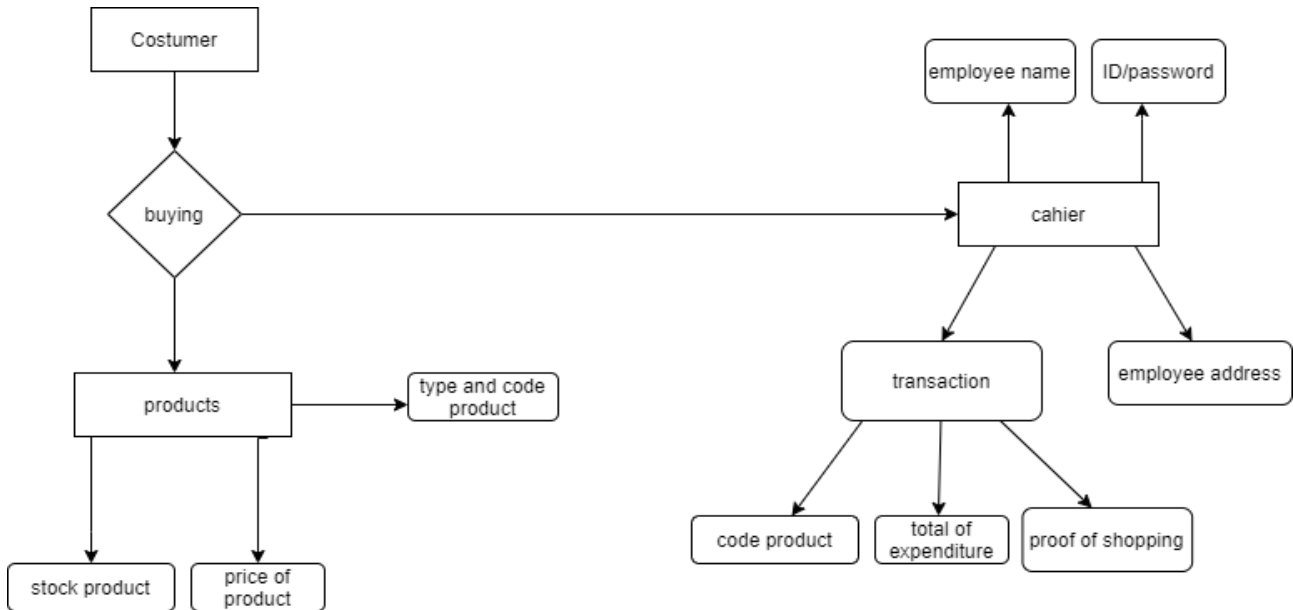 Costumer
employee name
ID/password
buying
cahier
transaction
employee address
products
type and code
product
code product
total of
expenditure
proof of shopping
stock product
price of
product